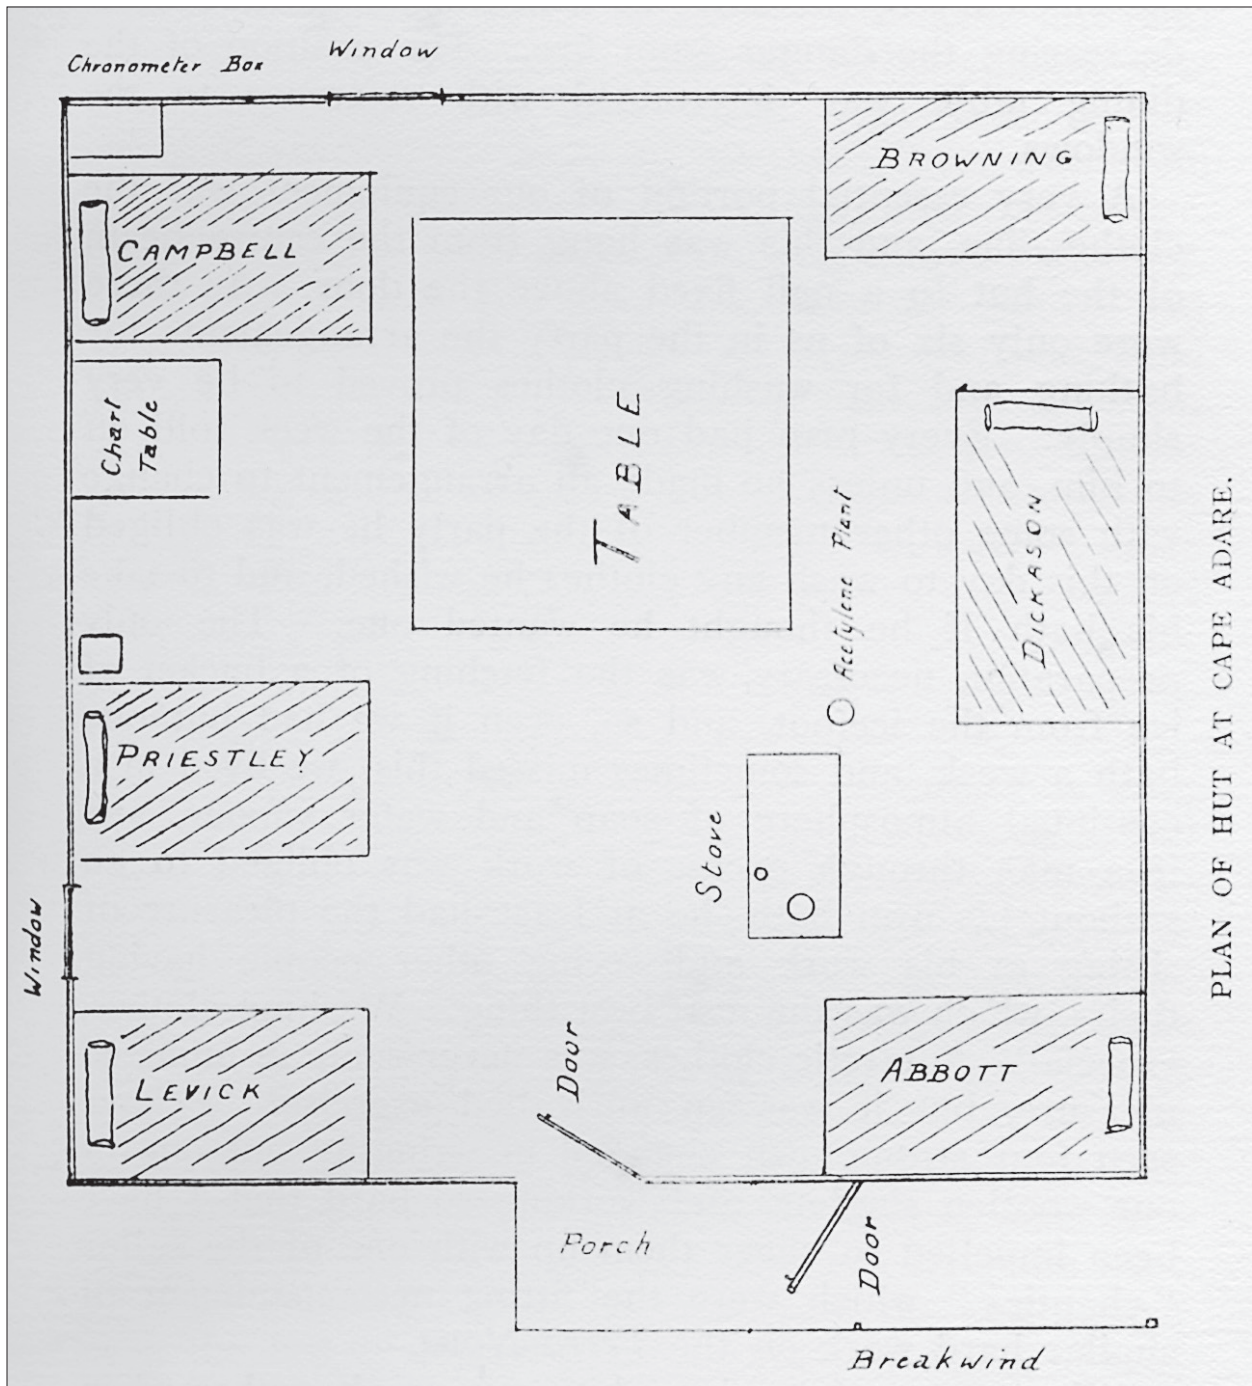 Chronometer Box
Window
BROWNING
CAMPBELL
Chart
Table
TABLE
Acetylene Plant
DICKASON
PRIESTLEY
Stove
Window
LEVICK
Door
ABBOTT
Porch
Door
Breakwind
PLAN OF HUT AT CAPE ADARE.